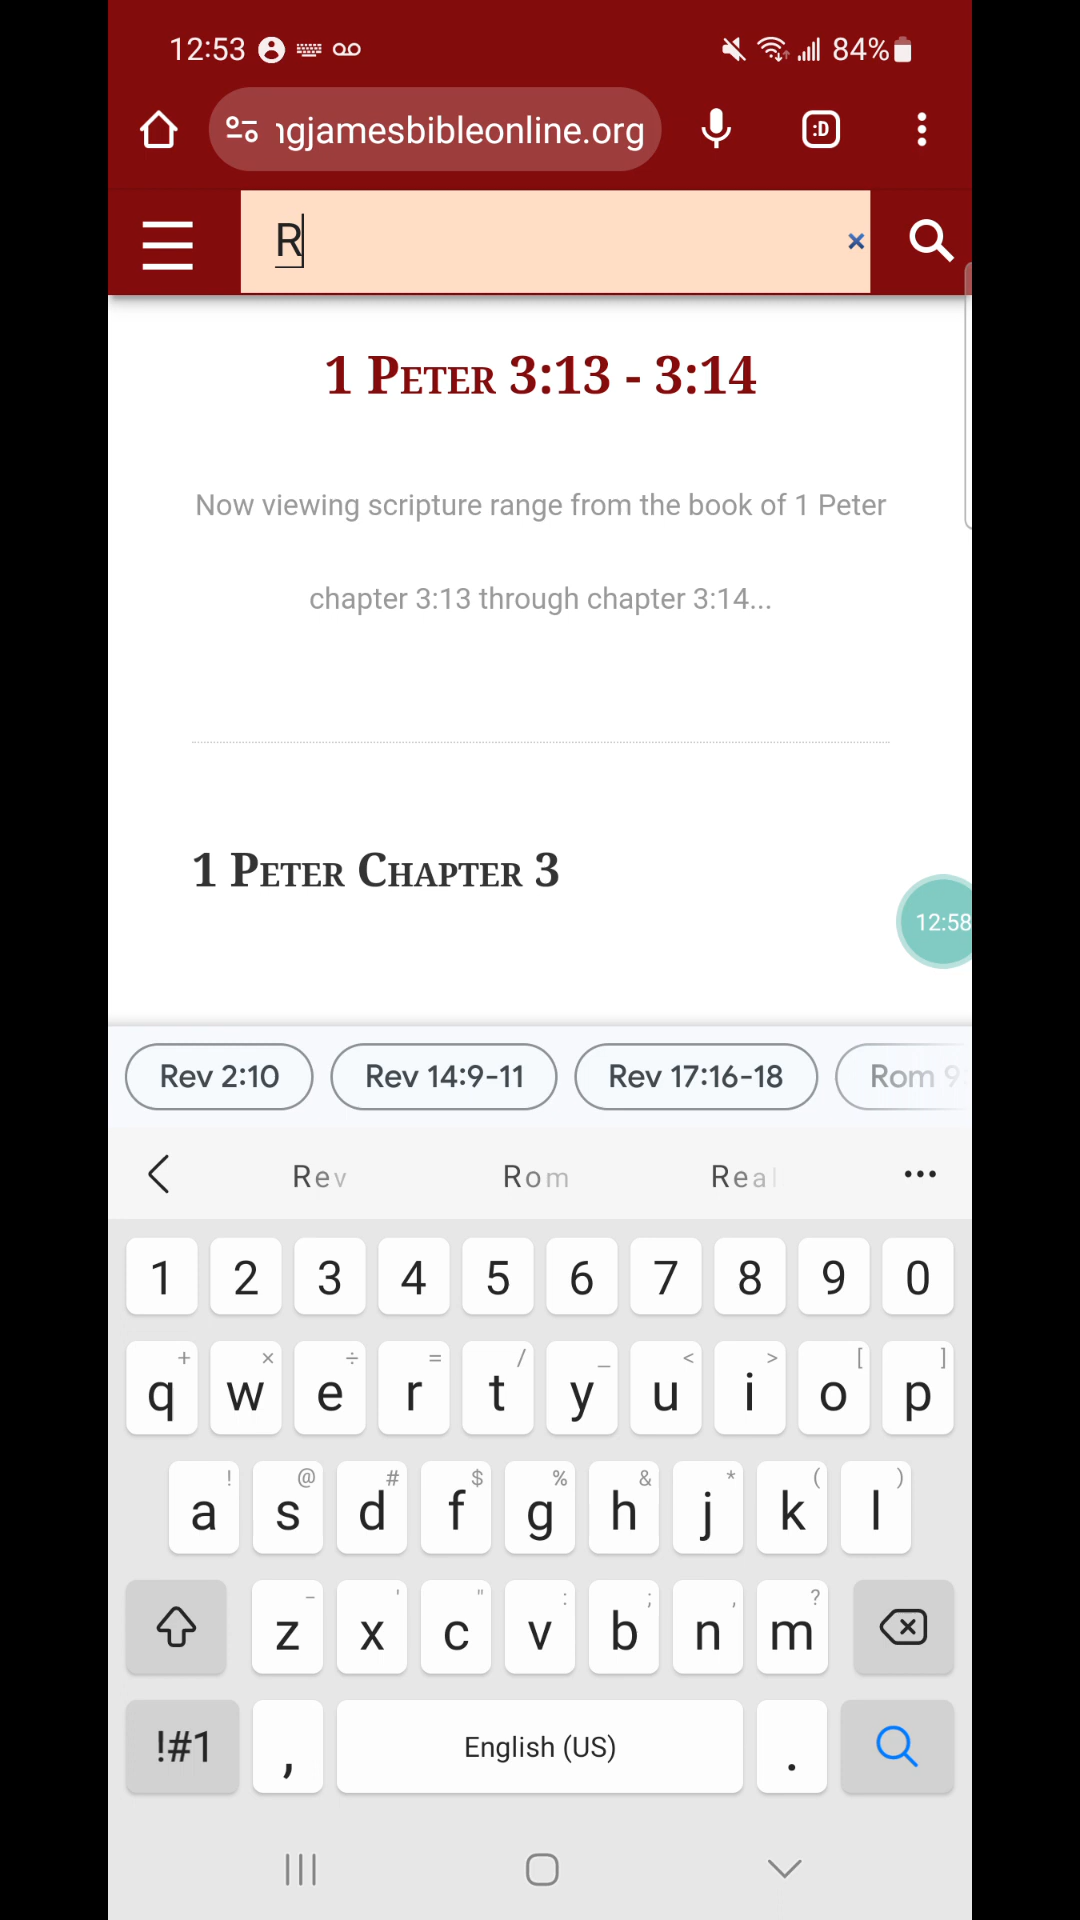 12:53
84%
ngjamesbibleonline.org
:D
R
×
1 Peter 3:13 - 3:14
Now viewing scripture range from the book of 1 Peter
chapter 3:13 through chapter 3:14...
1 Peter Chapter 3
12:58
Rev 2:10
Rev 14:9-11
Rev 17:16-18
Rom 9
Rev Rom Real
1 2 3 4 5 6 7 8 9 0
+ × ÷ = / _ < > [ ]
q w e r t y u i o p
! @ # $ % & * ( )
a s d f g h j k l
- ' " : ; , ?
z x c v b n m
!#1 , English (US) .